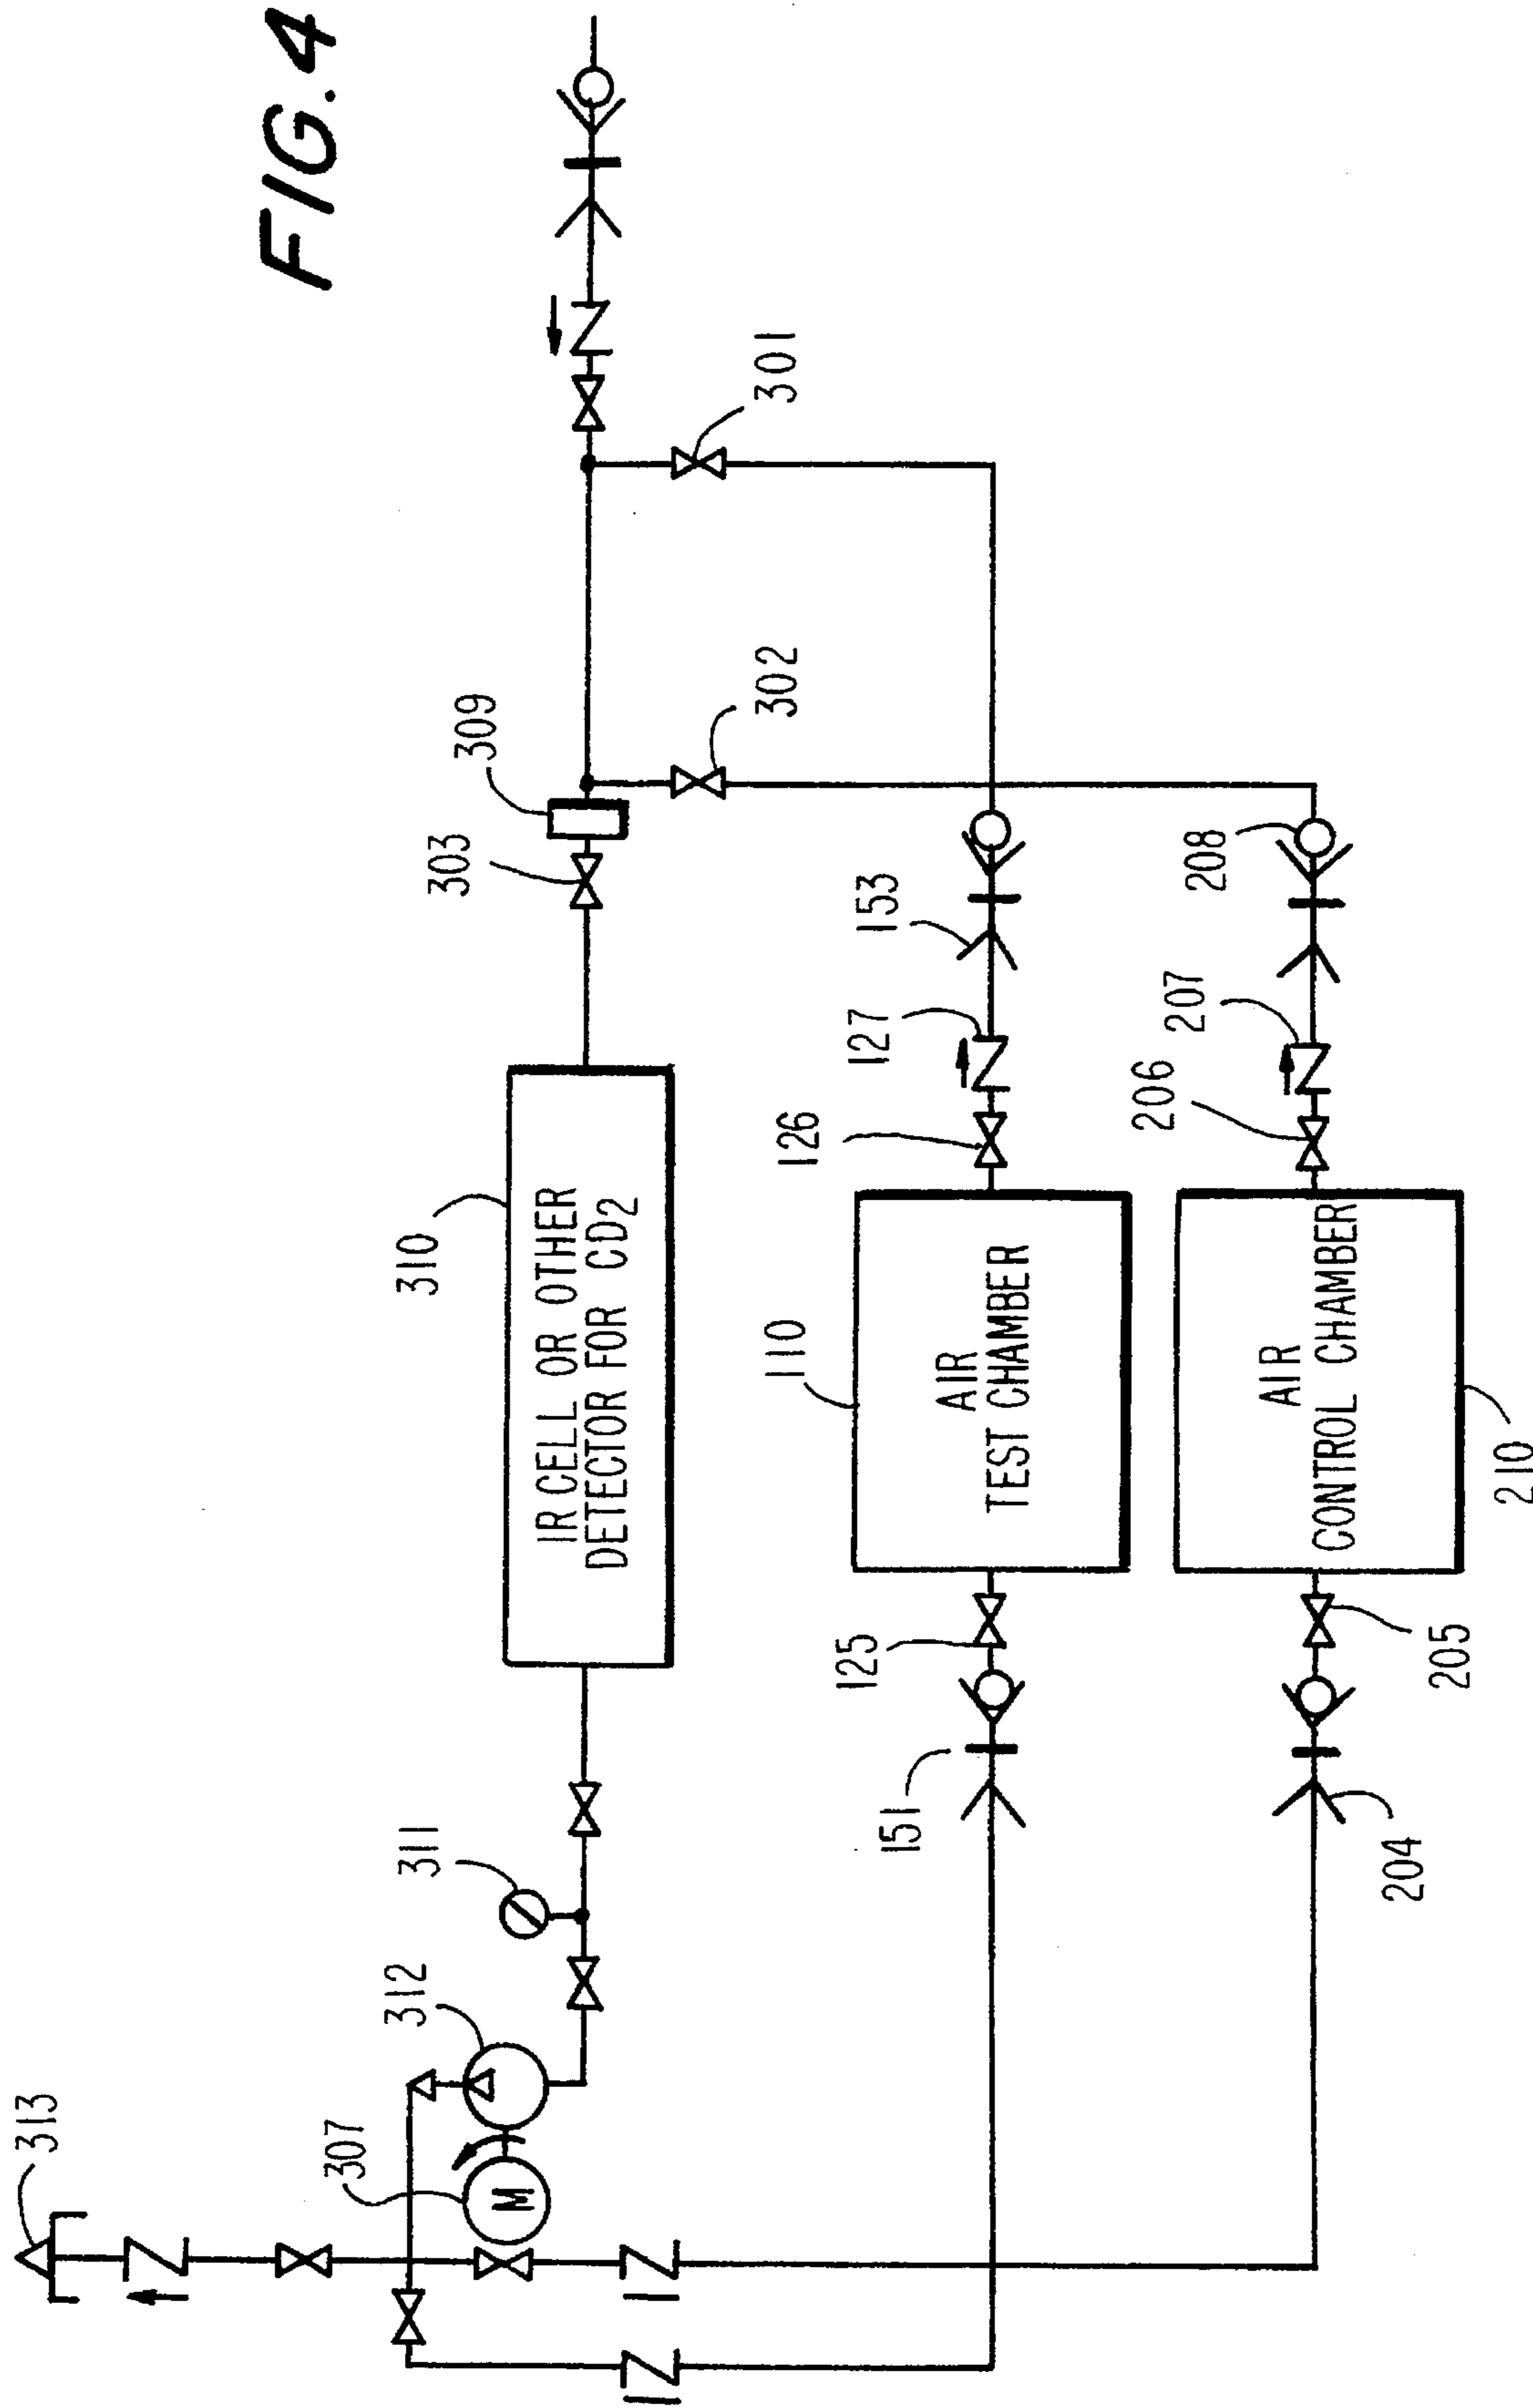 FIG. 4
313
307
312
311
310
303
309
302
301
IR CELL OR OTHER
DETECTOR FOR CD2
151
125
110
126
127
153
AIR
TEST CHAMBER
204
205
210
206
207
208
AIR
CONTROL CHAMBER
M